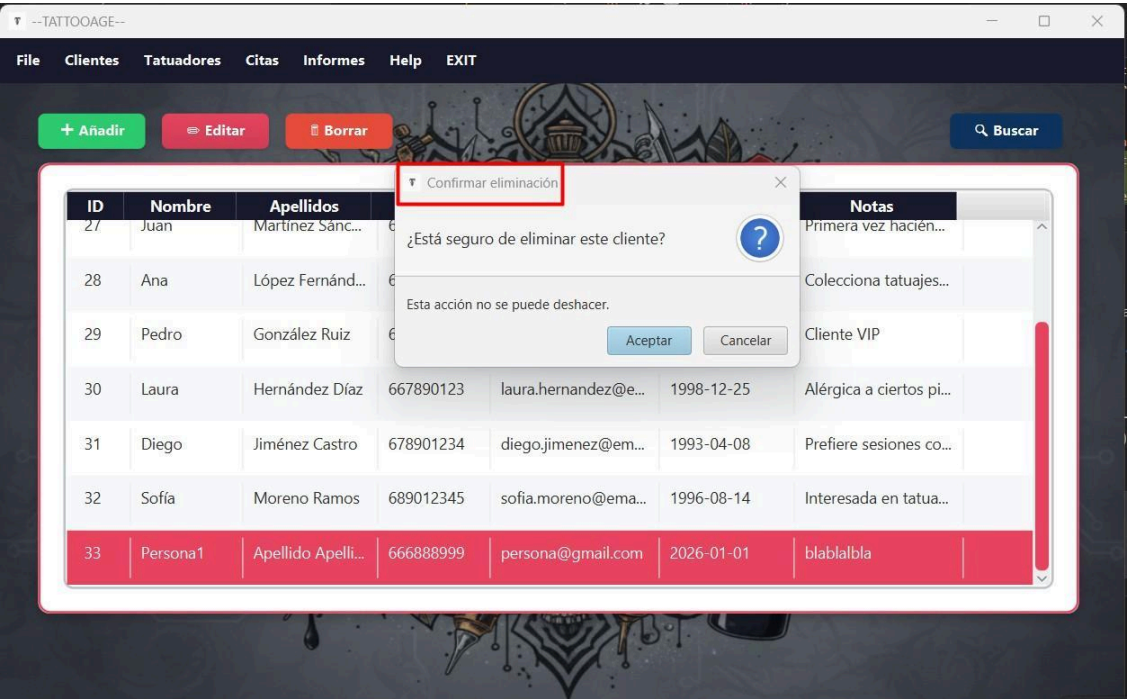 --TATTOOAGE--
File Clientes Tatuadores Citas Informes Help EXIT
+ Añadir Editar Borrar Buscar
Confirmar eliminación
¿Está seguro de eliminar este cliente?
Esta acción no se puede deshacer.
Aceptar Cancelar
ID Nombre Apellidos Notas
27 Juan Martínez Sánc... 6 Primera vez hacién...
28 Ana López Fernánd... 6 Colecciona tatuajes...
29 Pedro González Ruiz 6 Cliente VIP
30 Laura Hernández Díaz 667890123 laura.hernandez@e... 1998-12-25 Alérgica a ciertos pi...
31 Diego Jiménez Castro 678901234 diego.jimenez@em... 1993-04-08 Prefiere sesiones co...
32 Sofía Moreno Ramos 689012345 sofia.moreno@ema... 1996-08-14 Interesada en tatua...
33 Persona1 Apellido Apelli... 666888999 persona@gmail.com 2026-01-01 blablalbla